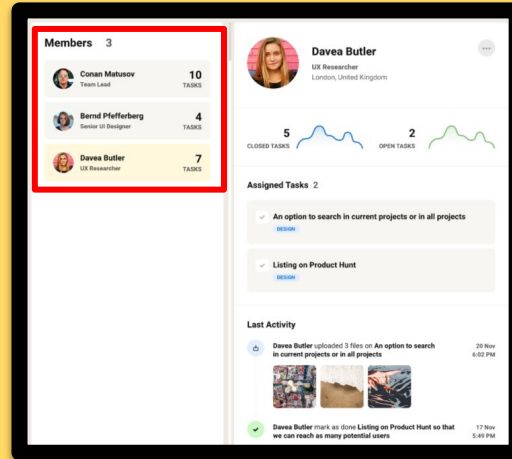 Members 3
Conan Matusov
Team Lead
10
TASKS
Bernd Pfefferberg
Senior UI Designer
4
TASKS
Davea Butler
UX Researcher
7
TASKS
Davea Butler
UX Researcher
London, United Kingdom
5
CLOSED TASKS
2
OPEN TASKS
Assigned Tasks 2
An option to search in current projects or in all projects
DESIGN
Listing on Product Hunt
DESIGN
Last Activity
Davea Butler uploaded 3 files on An option to search
in current projects or in all projects
20 Nov
6:02 PM
Davea Butler mark as done Listing on Product Hunt so that
we can reach as many potential users
17 Nov
5:49 PM